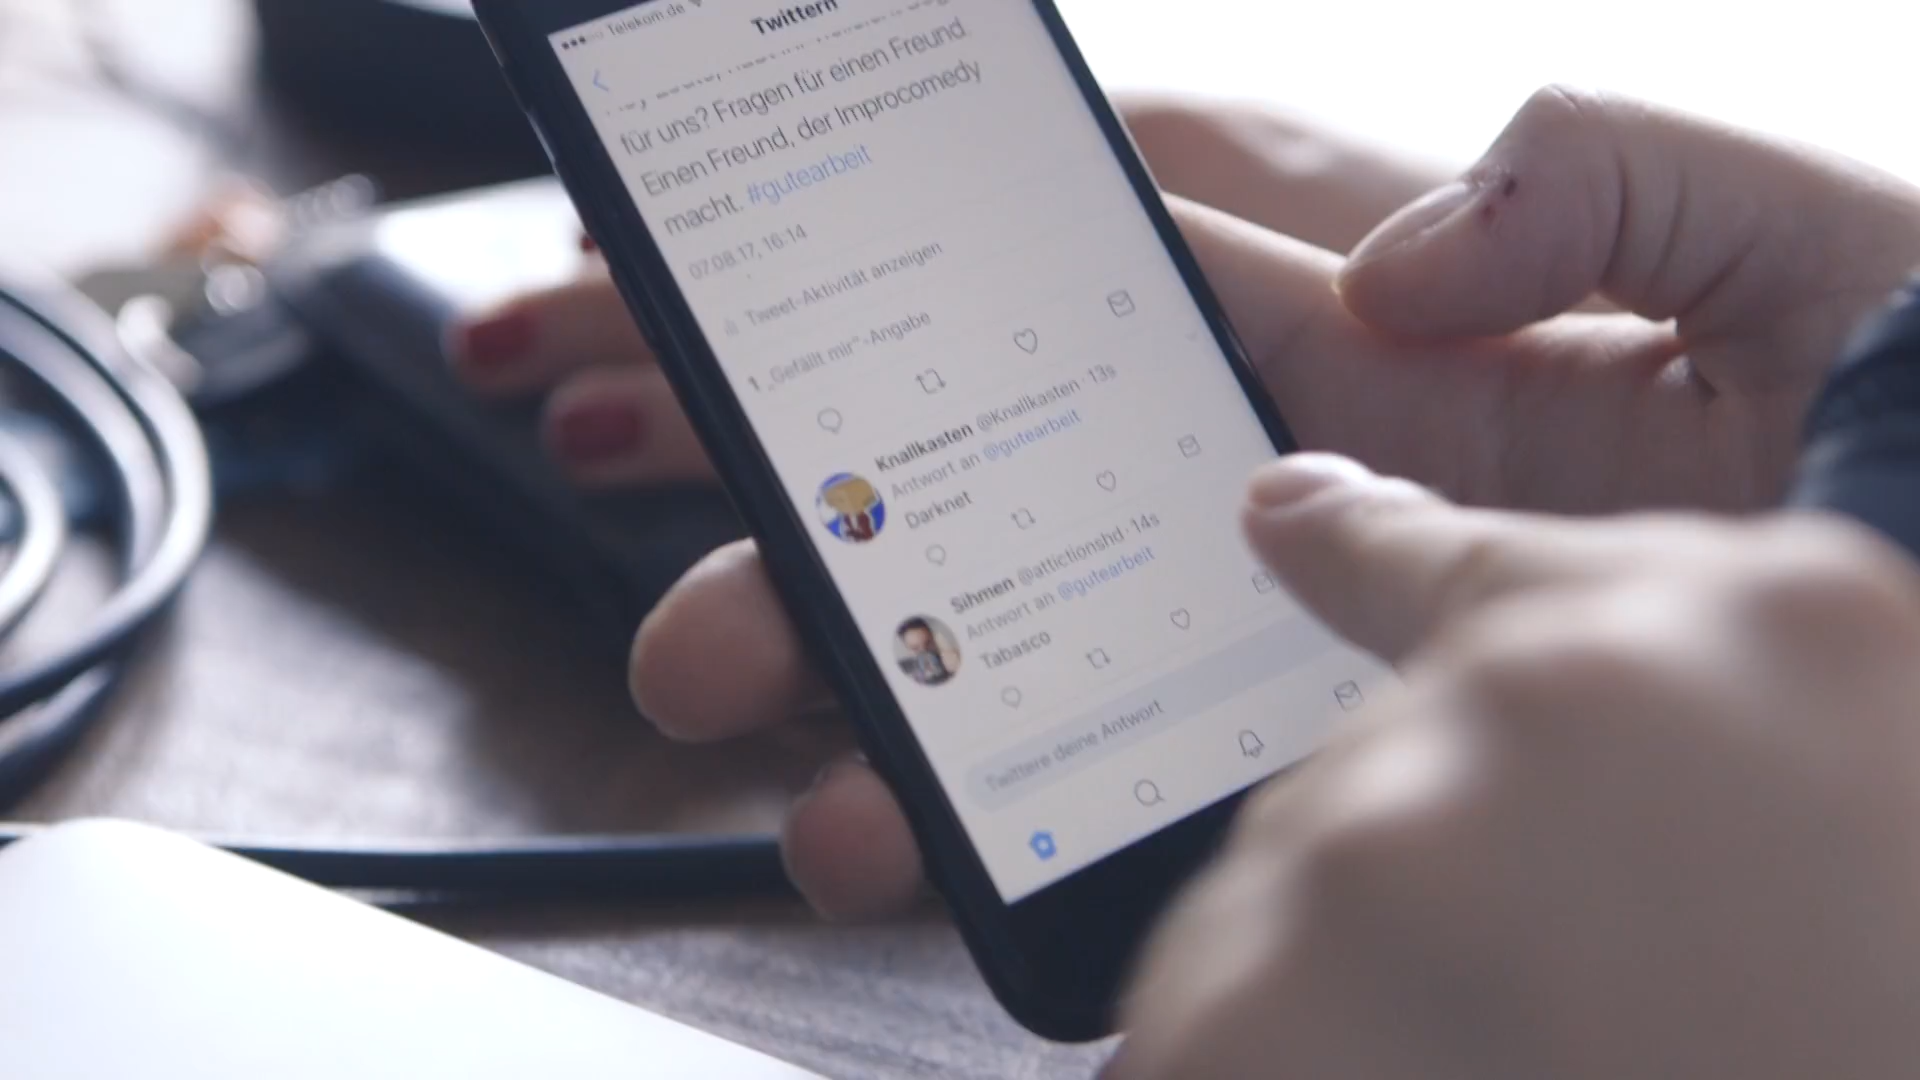 Telekom.de
Twittern
für uns? Fragen für einen Freund.
Einen Freund, der Improcomedy
macht. #gutearbeit
07.08.17, 16:14
Tweet-Aktivität anzeigen
1 „Gefällt mir“-Angabe
Knallkasten @Knallkasten · 13s
Antwort an @gutearbeit
Darknet
Sihmen @attictionshd · 14s
Antwort an @gutearbeit
Tabasco
Twittere deine Antwort